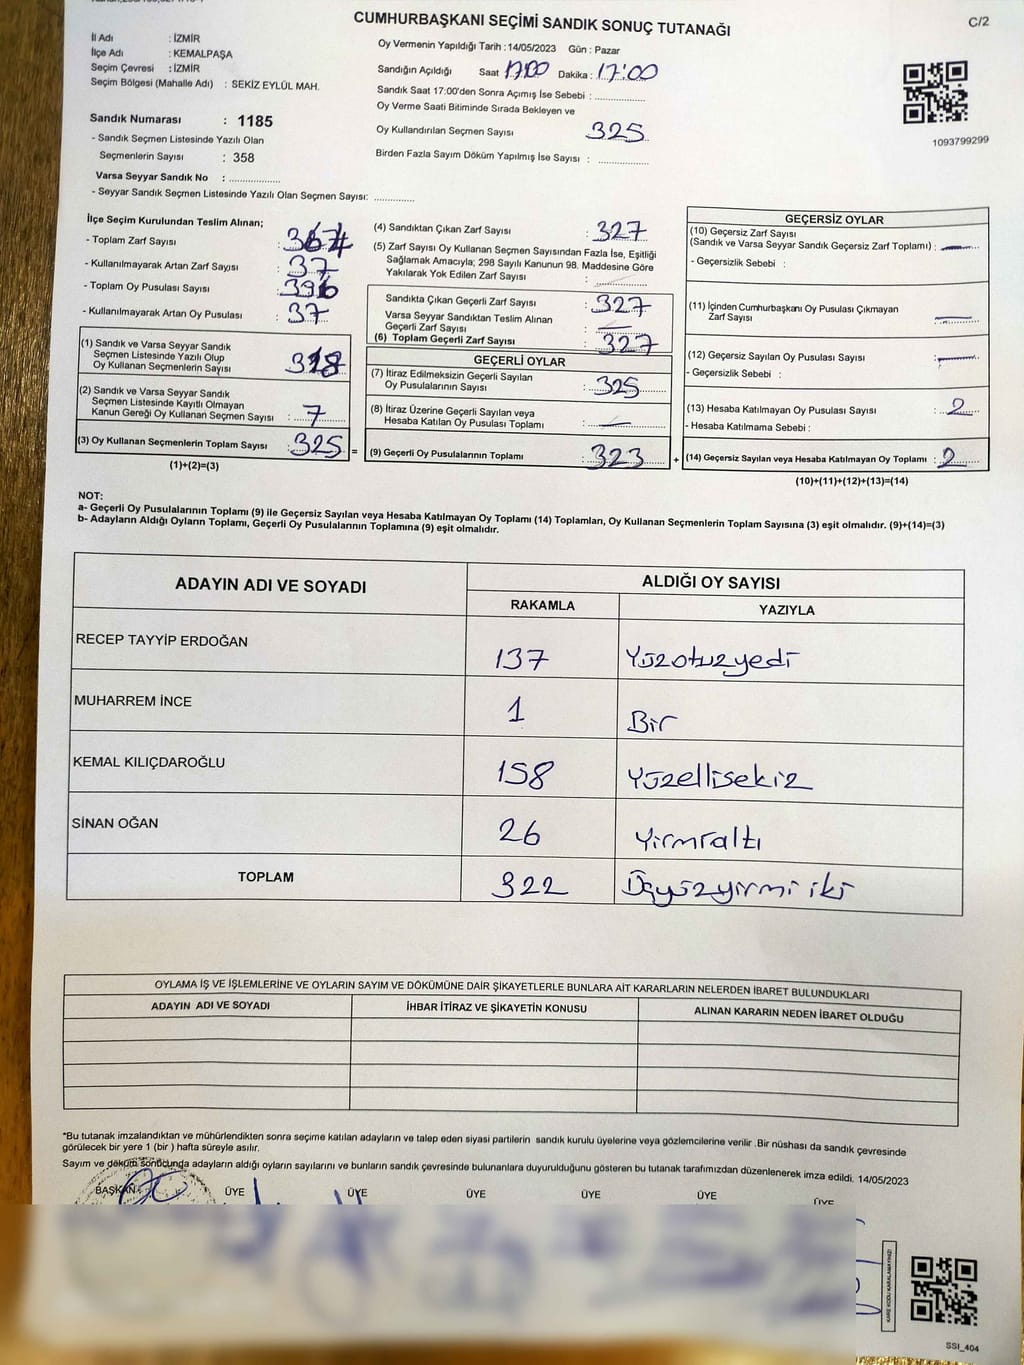 CUMHURBAŞKANI SEÇİMİ SANDIK SONUÇ TUTANAĞI
C/2
İl Adı : İZMİR
İlçe Adı : KEMALPAŞA
Seçim Çevresi : İZMİR
Seçim Bölgesi (Mahalle Adı) : SEKİZ EYLÜL MAH.
Oy Vermenin Yapıldığı Tarih : 14/05/2023 Gün : Pazar
Sandığın Açıldığı Saat 17:00 Dakika : 17:00
Sandık Saat 17:00'den Sonra Açımış İse Sebebi : ..............
Oy Verme Saati Bitiminde Sırada Bekleyen ve
Oy Kullandırılan Seçmen Sayısı 325
Birden Fazla Sayım Döküm Yapılmış İse Sayısı : ..............
1093799299
Sandık Numarası : 1185
- Sandık Seçmen Listesinde Yazılı Olan
Seçmenlerin Sayısı : 358
Varsa Seyyar Sandık No : ..............
- Seyyar Sandık Seçmen Listesinde Yazılı Olan Seçmen Sayısı: ..............
İlçe Seçim Kurulundan Teslim Alınan;
- Toplam Zarf Sayısı :
- Kullanılmayarak Artan Zarf Sayısı : 37
- Toplam Oy Pusulası Sayısı : 396
- Kullanılmayarak Artan Oy Pusulası : 37
(1) Sandık ve Varsa Seyyar Sandık
Seçmen Listesinde Yazılı Olup
Oy Kullanan Seçmenlerin Sayısı : 318
(2) Sandık ve Varsa Seyyar Sandık
Seçmen Listesinde Kayıtlı Olmayan
Kanun Gereği Oy Kullanan Seçmen Sayısı : 7
(3) Oy Kullanan Seçmenlerin Toplam Sayısı : 325 =
(1)+(2)=(3)
(4) Sandıktan Çıkan Zarf Sayısı : 327
(5) Zarf Sayısı Oy Kullanan Seçmen Sayısından Fazla İse, Eşitliği
Sağlamak Amacıyla; 298 Sayılı Kanunun 98. Maddesine Göre
Yakılarak Yok Edilen Zarf Sayısı :
Sandıkta Çıkan Geçerli Zarf Sayısı : 327
Varsa Seyyar Sandıktan Teslim Alınan
Geçerli Zarf Sayısı : —
(6) Toplam Geçerli Zarf Sayısı : 327
GEÇERLİ OYLAR
(7) İtiraz Edilmeksizin Geçerli Sayılan
Oy Pusulalarının Sayısı : 325
(8) İtiraz Üzerine Geçerli Sayılan veya
Hesaba Katılan Oy Pusulası Toplamı : —
(9) Geçerli Oy Pusulalarının Toplamı : 323 +
GEÇERSİZ OYLAR
(10) Geçersiz Zarf Sayısı
(Sandık ve Varsa Seyyar Sandık Geçersiz Zarf Toplamı) : —
- Geçersizlik Sebebi :
(11) İçinden Cumhurbaşkanı Oy Pusulası Çıkmayan
Zarf Sayısı : —
(12) Geçersiz Sayılan Oy Pusulası Sayısı : —
- Geçersizlik Sebebi :
(13) Hesaba Katılmayan Oy Pusulası Sayısı : 2
- Hesaba Katılmama Sebebi :
(14) Geçersiz Sayılan veya Hesaba Katılmayan Oy Toplamı : 2
(10)+(11)+(12)+(13)=(14)
NOT:
a- Geçerli Oy Pusulalarının Toplamı (9) ile Geçersiz Sayılan veya Hesaba Katılmayan Oy Toplamı (14) Toplamları, Oy Kullanan Seçmenlerin Toplam Sayısına (3) eşit olmalıdır. (9)+(14)=(3)
b- Adayların Aldığı Oyların Toplamı, Geçerli Oy Pusulalarının Toplamına (9) eşit olmalıdır.
ADAYIN ADI VE SOYADI ALDIĞI OY SAYISI
RAKAMLA YAZIYLA
RECEP TAYYİP ERDOĞAN 137 Yüzotuzyedi
MUHARREM İNCE 1 Bir
KEMAL KILIÇDAROĞLU 158 Yüzellisekiz
SİNAN OĞAN 26 Yirmialtı
TOPLAM 322 Üçyüzyirmi iki
OYLAMA İŞ VE İŞLEMLERİNE VE OYLARIN SAYIM VE DÖKÜMÜNE DAİR ŞİKAYETLERLE BUNLARA AİT KARARLARIN NELERDEN İBARET BULUNDUKLARI
ADAYIN ADI VE SOYADI İHBAR İTİRAZ VE ŞİKAYETİN KONUSU ALINAN KARARIN NEDEN İBARET OLDUĞU
*Bu tutanak imzalandıktan ve mühürlendikten sonra seçime katılan adayların ve talep eden siyasi partilerin sandık kurulu üyelerine veya gözlemcilerine verilir .Bir nüshası da sandık çevresinde
görülecek bir yere 1 (bir ) hafta süreyle asılır.
Sayım ve döküm sonucunda adayların aldığı oyların sayılarını ve bunların sandık çevresinde bulunanlara duyurulduğunu gösteren bu tutanak tarafımızdan düzenlenerek imza edildi. 14/05/2023
BAŞKAN ÜYE ÜYE ÜYE ÜYE ÜYE ÜYE
KARE KODU KARALAMAYINIZ!
SSI_404